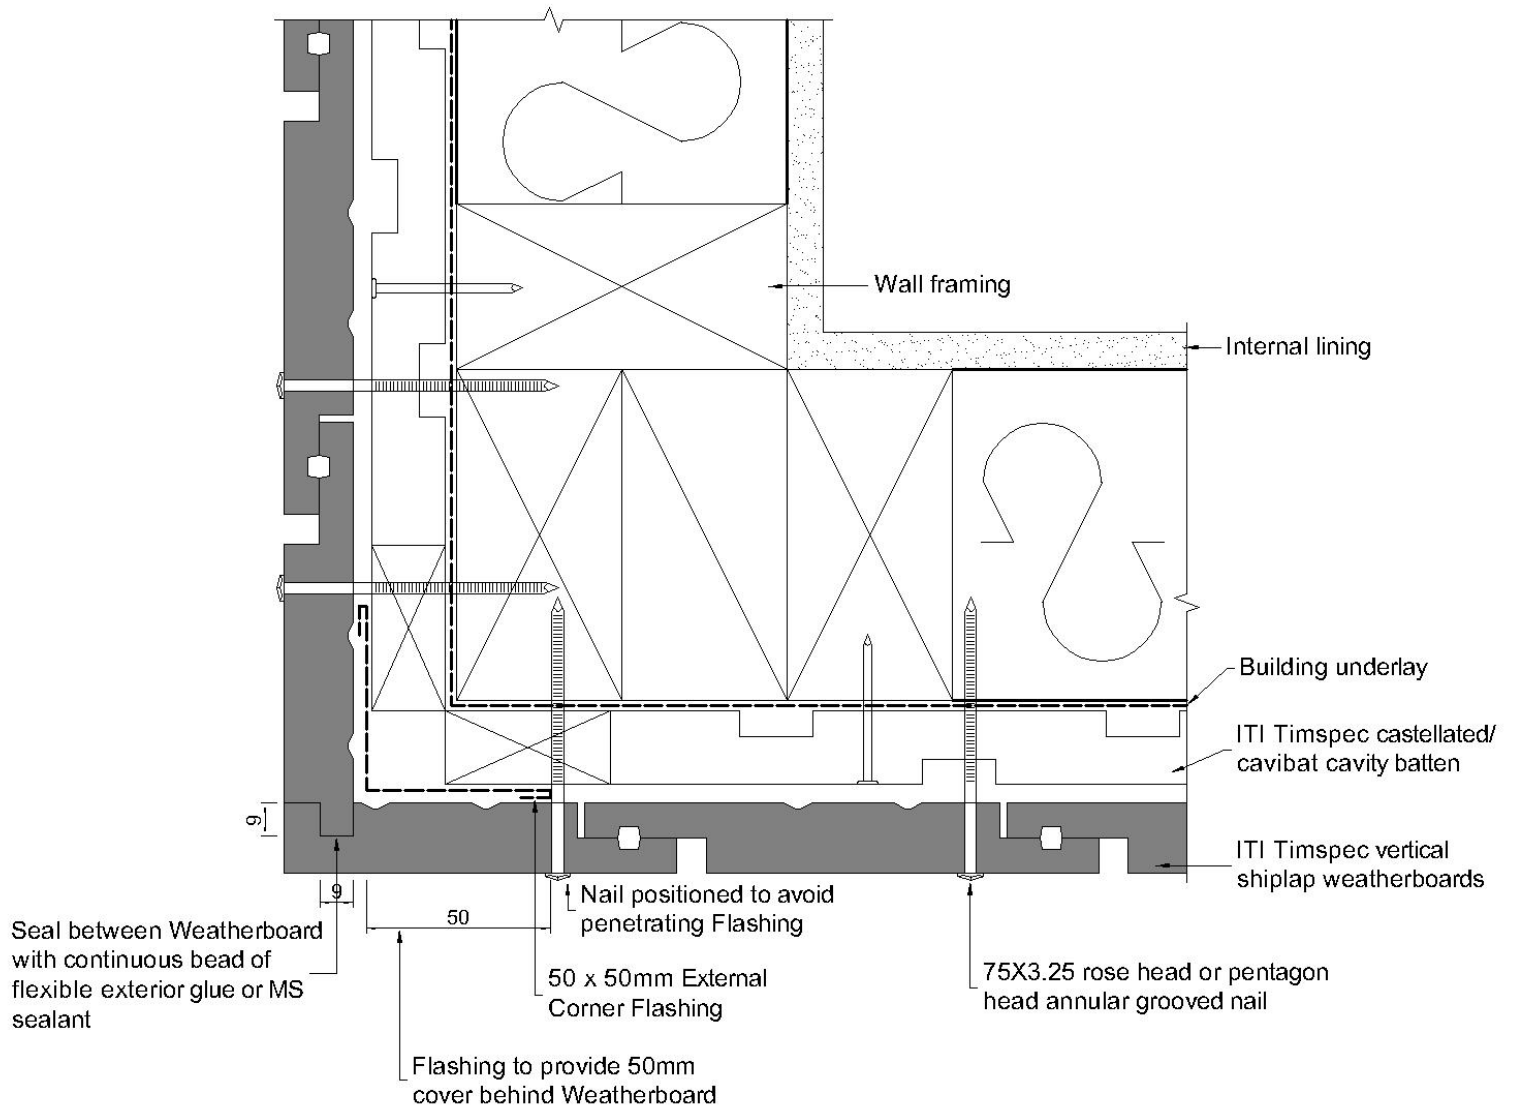 Wall framing
Internal lining
Building underlay
ITI Timspec castellated/
cavibat cavity batten
ITI Timspec vertical
shiplap weatherboards
9
9
50
Nail positioned to avoid
penetrating Flashing
Seal between Weatherboard
with continuous bead of
flexible exterior glue or MS
sealant
50 x 50mm External
Corner Flashing
75X3.25 rose head or pentagon
head annular grooved nail
Flashing to provide 50mm
cover behind Weatherboard